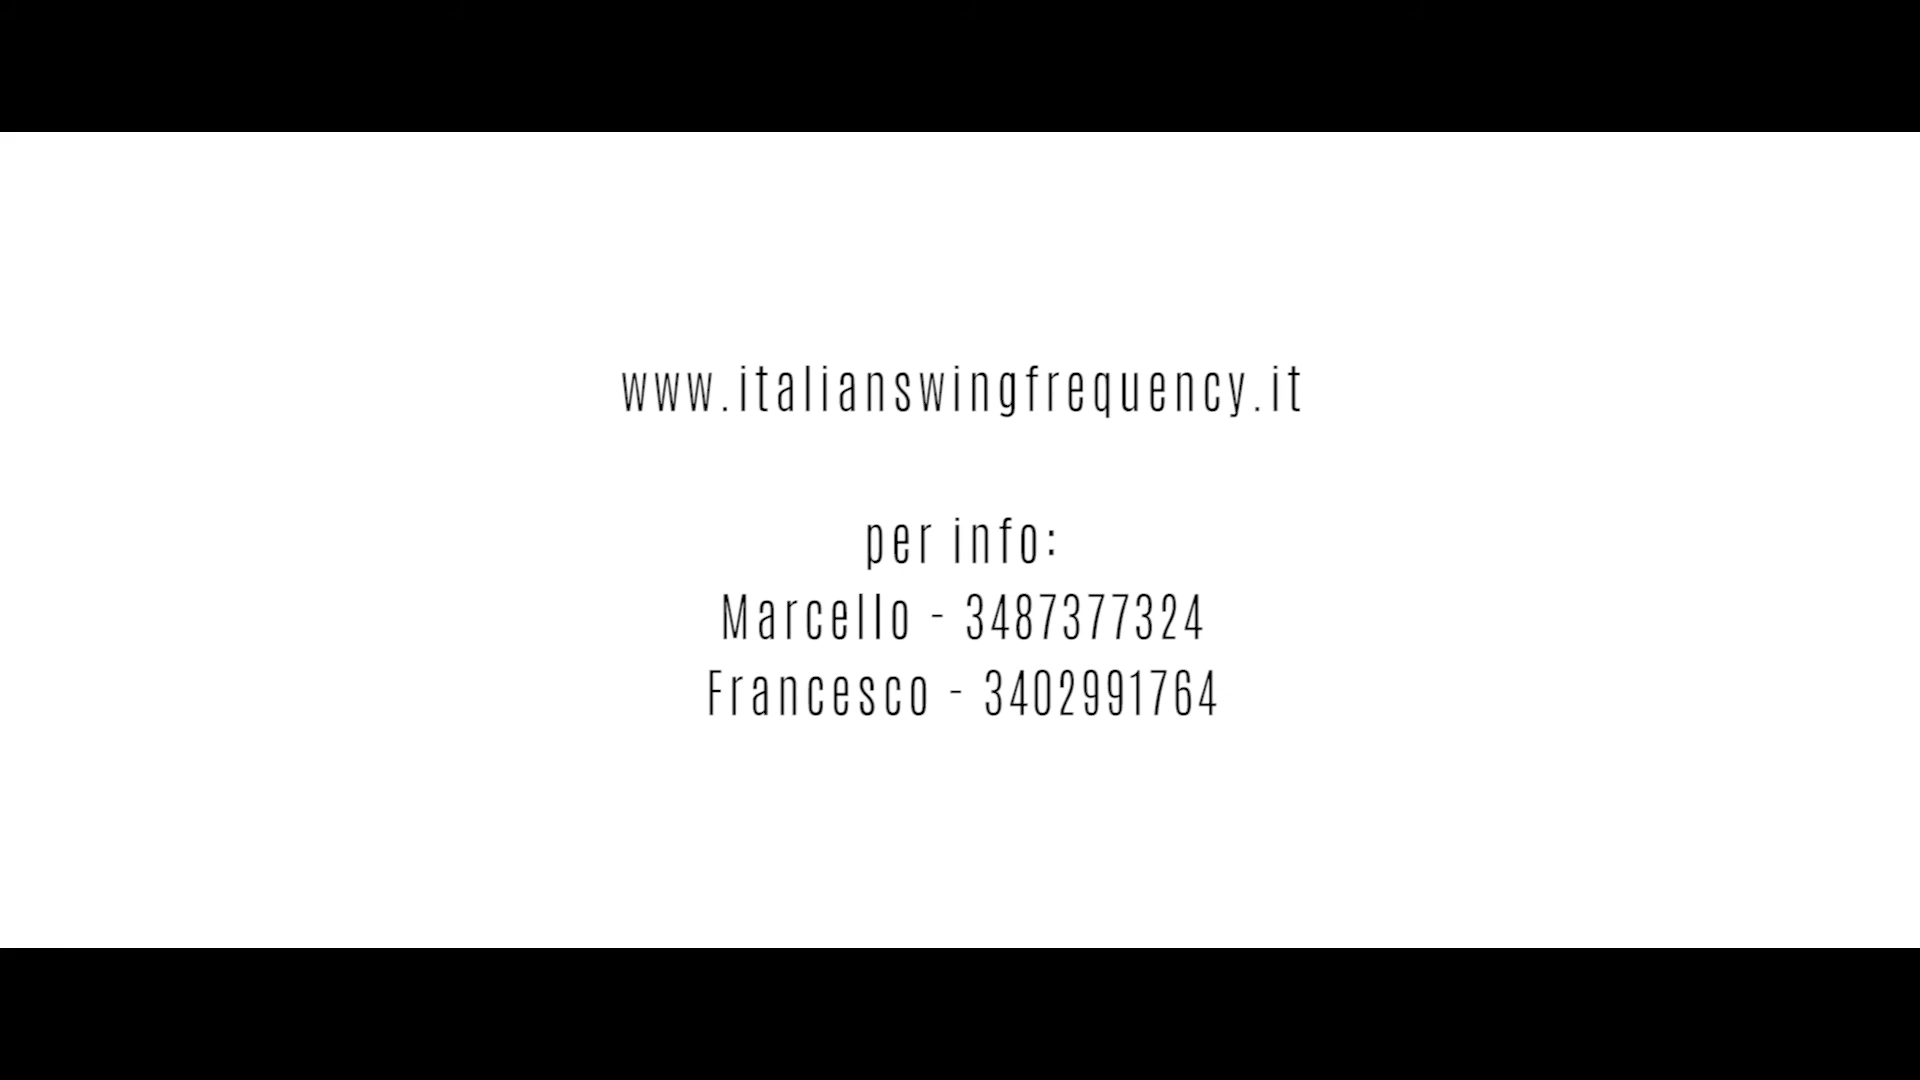 www.italianswingfrequency.it
per info:
Marcello - 3487377324
Francesco - 3402991764